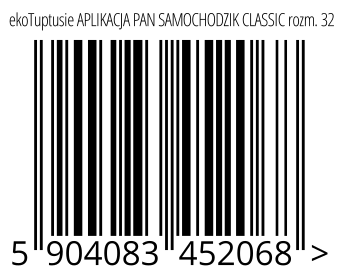 ekoTuptusie APLIKACJA PAN SAMOCHODZIK CLASSIC rozm. 32
5 904083 452068 >